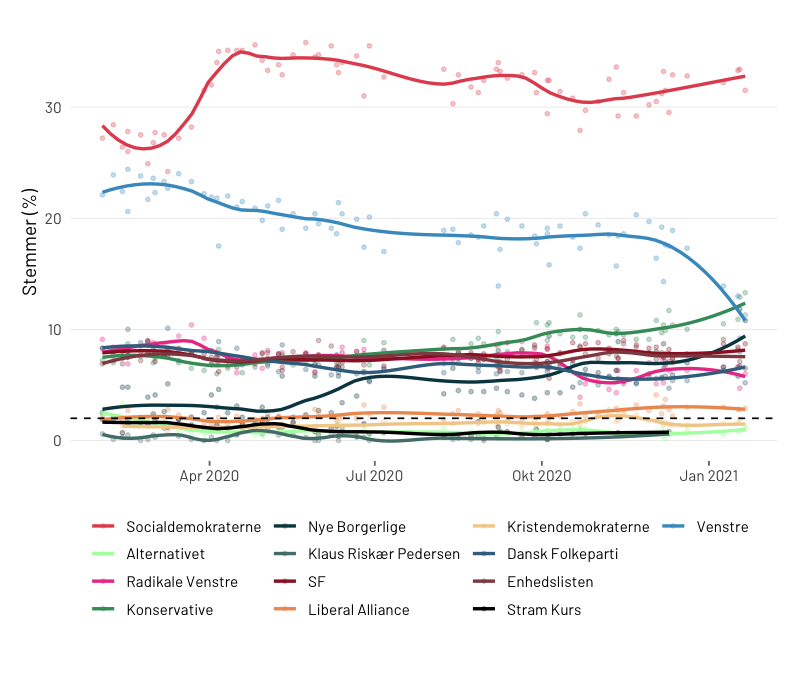 30
20
10
0
Stemmer (%)
Apr 2020 Jul 2020 Okt 2020 Jan 2021
Socialdemokraterne Nye Borgerlige Kristendemokraterne Venstre
Alternativet Klaus Riskær Pedersen Dansk Folkeparti
Radikale Venstre SF Enhedslisten
Konservative Liberal Alliance Stram Kurs